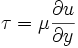 τ = μ ∂u/∂y